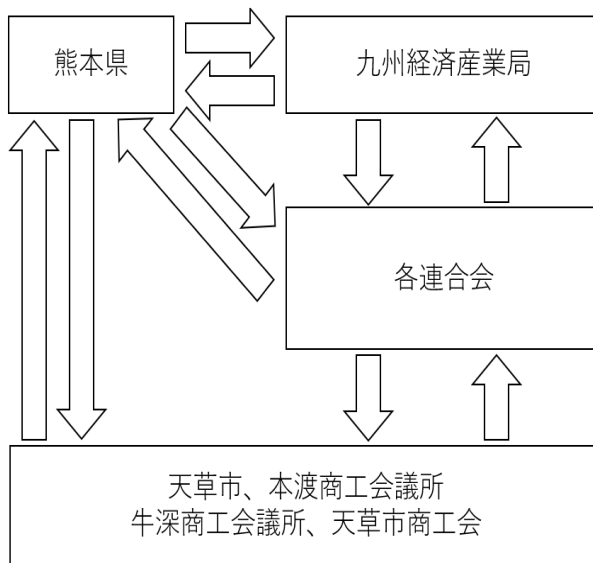 熊本県
九州経済産業局
各連合会
天草市、本渡商工会議所
牛深商工会議所、天草市商工会